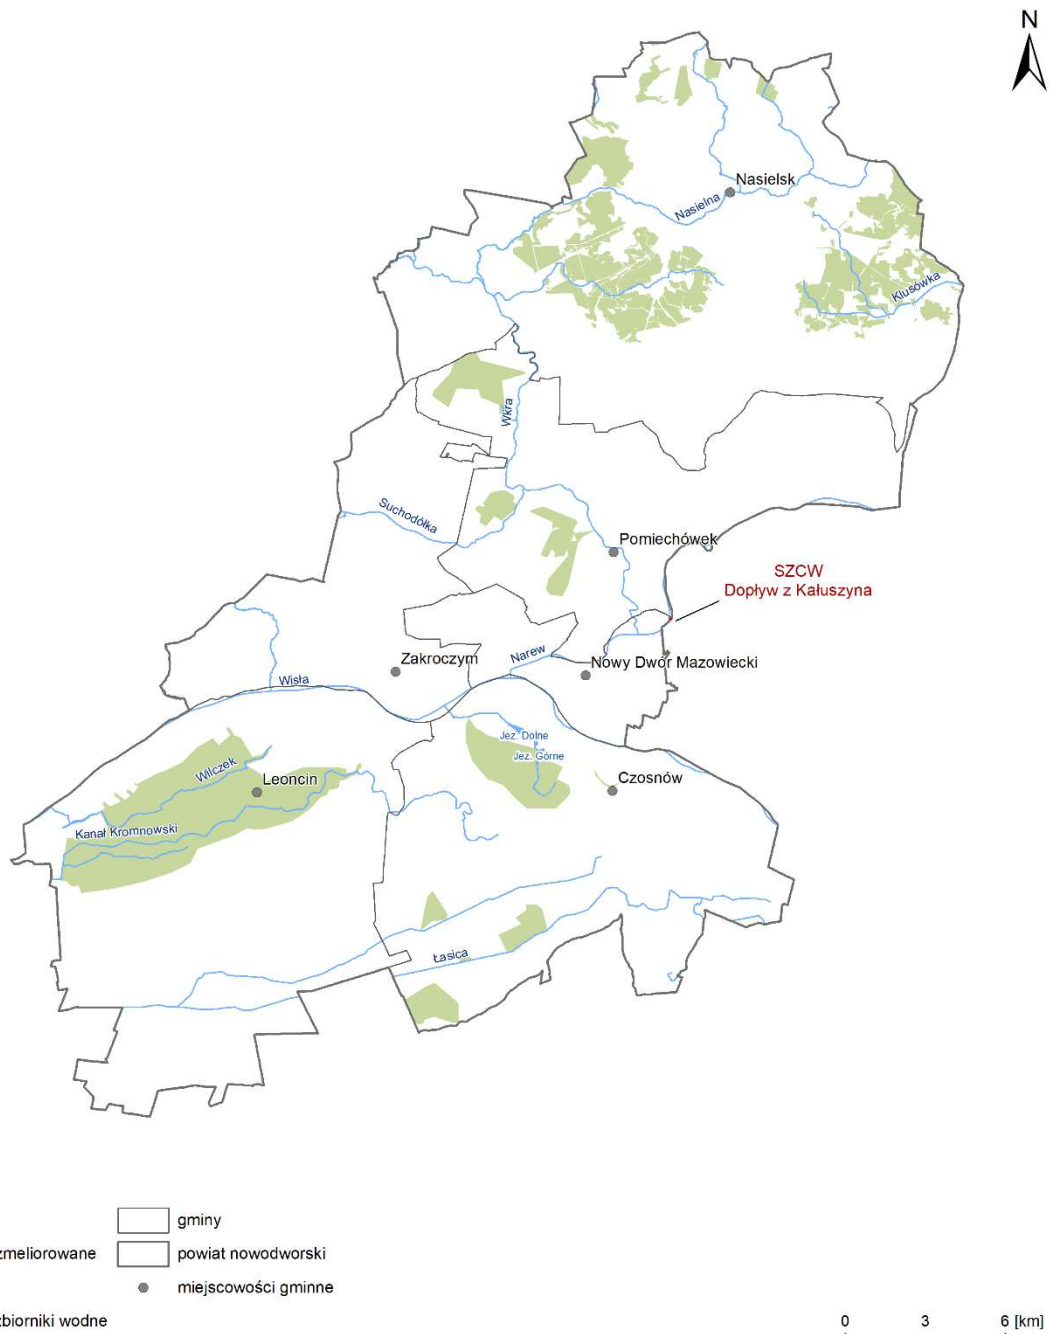 N
Nasielsk
Nasielna
Klusówka
Wkra
Suchodółka
Pomiechówek
SZCW
Dopływ z Kałuszyna
Zakroczym
Narew
Nowy Dwór Mazowiecki
Wisła
Jez. Dolne
Jez. Górne
Wilczek
Leoncin
Czosnów
Kanał Kromnowski
Łasica
gminy
zmeliorowane
powiat nowodworski
miejscowości gminne
zbiorniki wodne
0 3 6 [km]